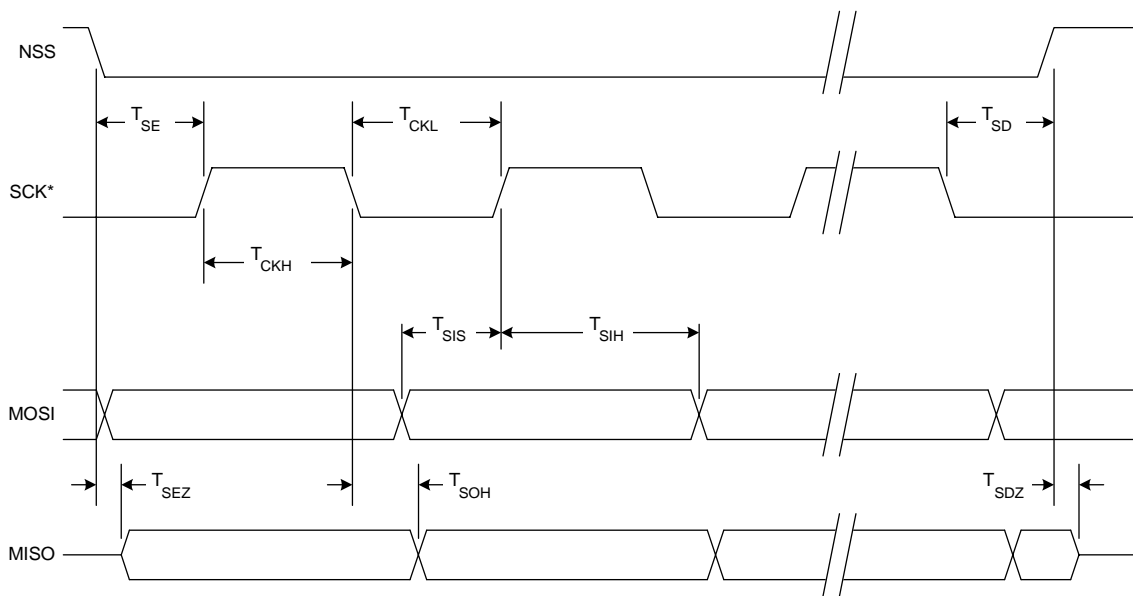 NSS
T_SE
T_CKL
T_SD
SCK*
T_CKH
T_SIS
T_SIH
MOSI
T_SEZ
T_SOH
T_SDZ
MISO